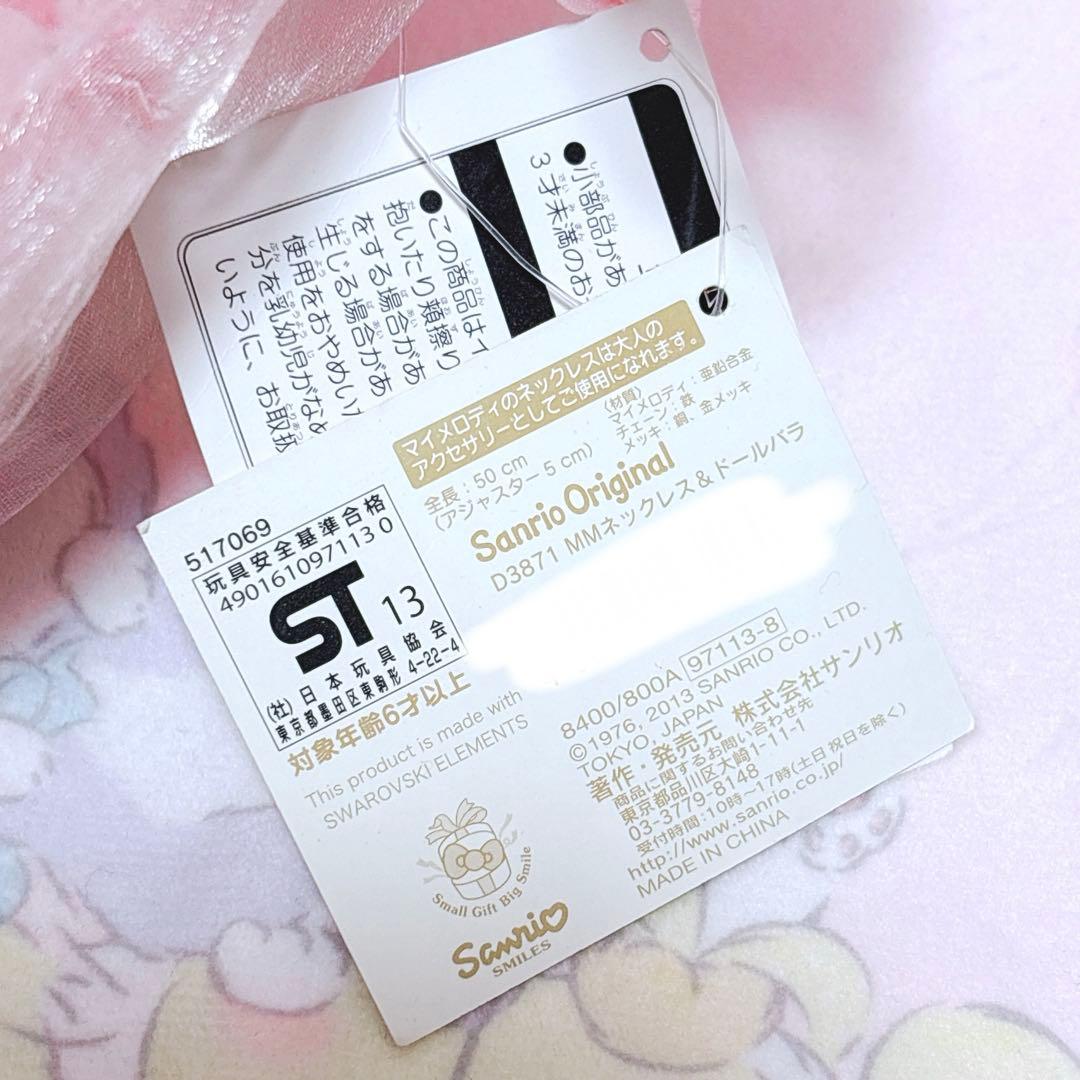 ●小部品があ
3才未満のお
●この商品は
抱いたり頬擦り
をする場合があ
生じる場合があ
使用をおやめいた
分を乳幼児がなめ
いように、お取扱
マイメロディのネックレスは大人の
アクセサリーとしてご使用になれます。
全長:50 cm
(アジャスター 5 cm)
〈材質〉
マイメロディ:亜鉛合金
チェーン:鉄
メッキ:銅、金メッキ
Sanrio Original
D3871 MMネックレス&ドールバラ
517069
玩具安全基準合格
4901610971130
ST 13
(社)日本玩具協会
東京都墨田区東駒形 4-22-4
対象年齢6才以上
This product is made with
SWAROVSKI ELEMENTS
Small Gift Big Smile
Sanrio
SMILES
8400/800A 97113-8
©1976, 2013 SANRIO CO., LTD.
TOKYO, JAPAN
著作・発売元 株式会社サンリオ
商品に関するお問い合わせ先
東京都品川区大崎1-11-1
03-3779-8148
受付時間:10時〜17時(土日祝日を除く)
http://www.sanrio.co.jp/
MADE IN CHINA